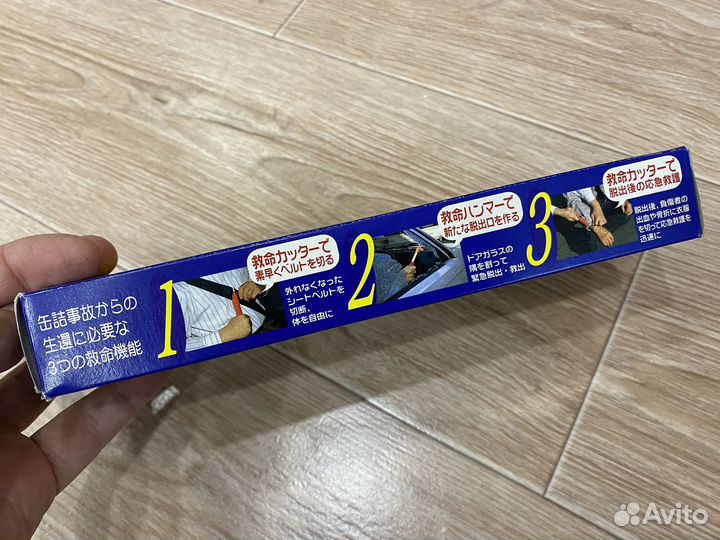 缶詰事故からの
生還に必要な
3つの救命機能
1
救命カッターで
素早くベルトを切る
外れなくなった
シートベルトを
切断,
体を自由に
2
救命ハンマーで
新たな脱出口を作る
ドアガラスの
隅を割って
緊急脱出・救出
3
救命カッターで
脱出後の応急救護
脱出後、負傷者の
出血や骨折に衣服
を切って応急救護を
迅速に
Avito